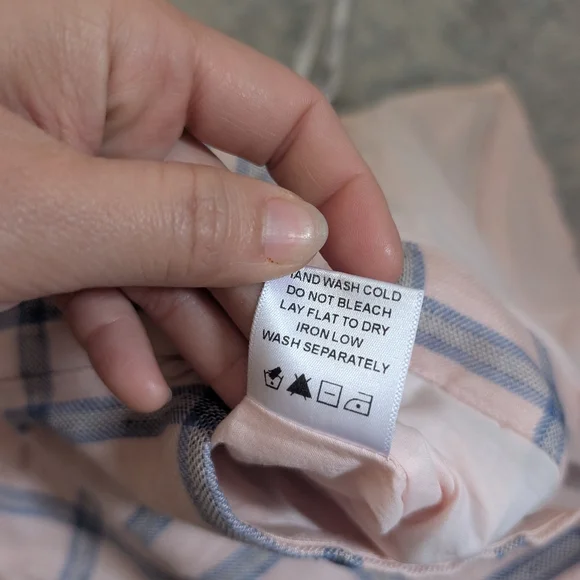 HAND WASH COLD
DO NOT BLEACH
LAY FLAT TO DRY
IRON LOW
WASH SEPARATELY